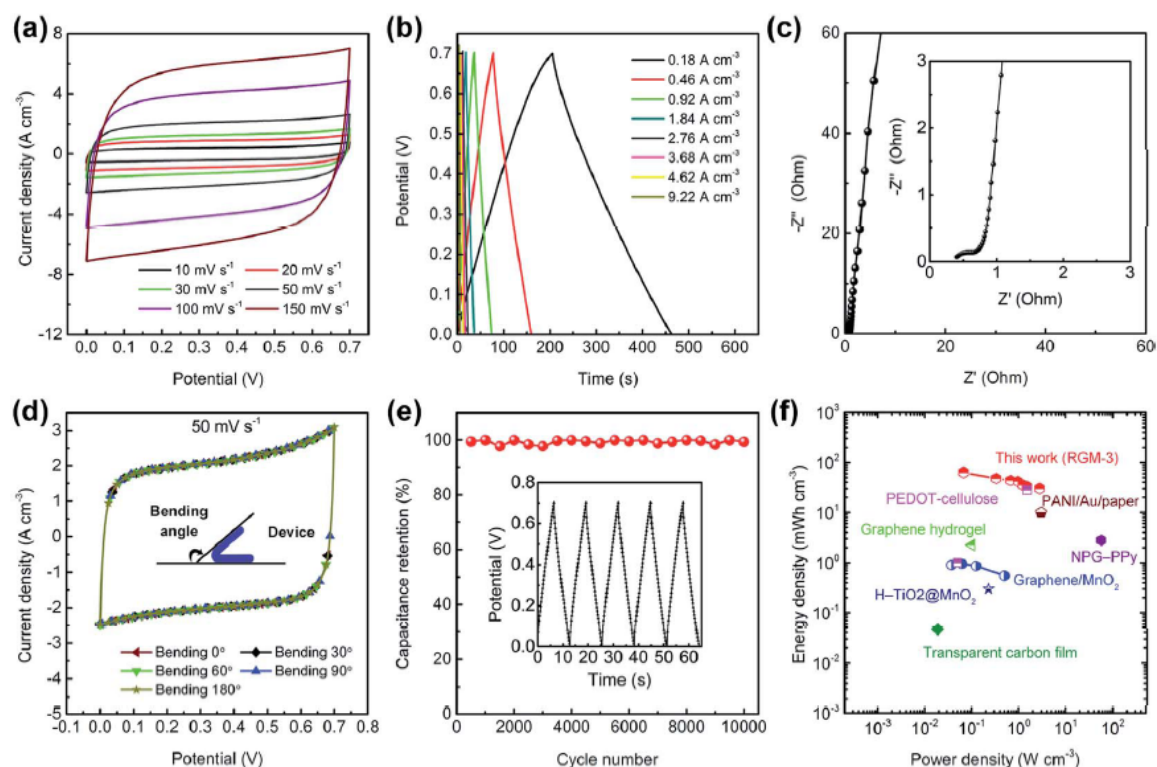 (a)
Current density (A cm⁻³)
7
4
0
-4
-8
-12
10 mV s⁻¹ 20 mV s⁻¹
30 mV s⁻¹ 50 mV s⁻¹
100 mV s⁻¹ 150 mV s⁻¹
0.0 0.1 0.2 0.3 0.4 0.5 0.6 0.7
Potential (V)
(b)
Potential (V)
0.7
0.6
0.5
0.4
0.3
0.2
0.1
0.0
0.18 A cm⁻³
0.46 A cm⁻³
0.92 A cm⁻³
1.84 A cm⁻³
2.76 A cm⁻³
3.68 A cm⁻³
4.62 A cm⁻³
9.22 A cm⁻³
0 100 200 300 400 500 600
Time (s)
(c)
-Z'' (Ohm)
60
40
20
0
-Z'' (Ohm)
3
2
1
0
0 1 2 3
Z' (Ohm)
0 20 40 60
Z' (Ohm)
(d)
50 mV s⁻¹
Current density (A cm⁻³)
3
2
1
0
-1
-2
-3
-4
-5
Bending
angle
Device
Bending 0° Bending 30°
Bending 60° Bending 90°
Bending 180°
0.0 0.1 0.2 0.3 0.4 0.5 0.6 0.7 0.8
Potential (V)
(e)
Capacitance retention (%)
100
80
60
40
20
0
Potential (V)
0.8
0.6
0.4
0.2
0
0 10 20 30 40 50 60
Time (s)
0 2000 4000 6000 8000 10000
Cycle number
(f)
Energy density (mWh cm⁻³)
10³
10²
10¹
10⁰
10⁻¹
10⁻²
10⁻³
This work (RGM-3)
PEDOT-cellulose
PANI/Au/paper
Graphene hydrogel
NPG–PPy
Graphene/MnO₂
H–TiO2@MnO₂
Transparent carbon film
10⁻³ 10⁻² 10⁻¹ 10⁰ 10¹ 10² 10³
Power density (W cm⁻³)